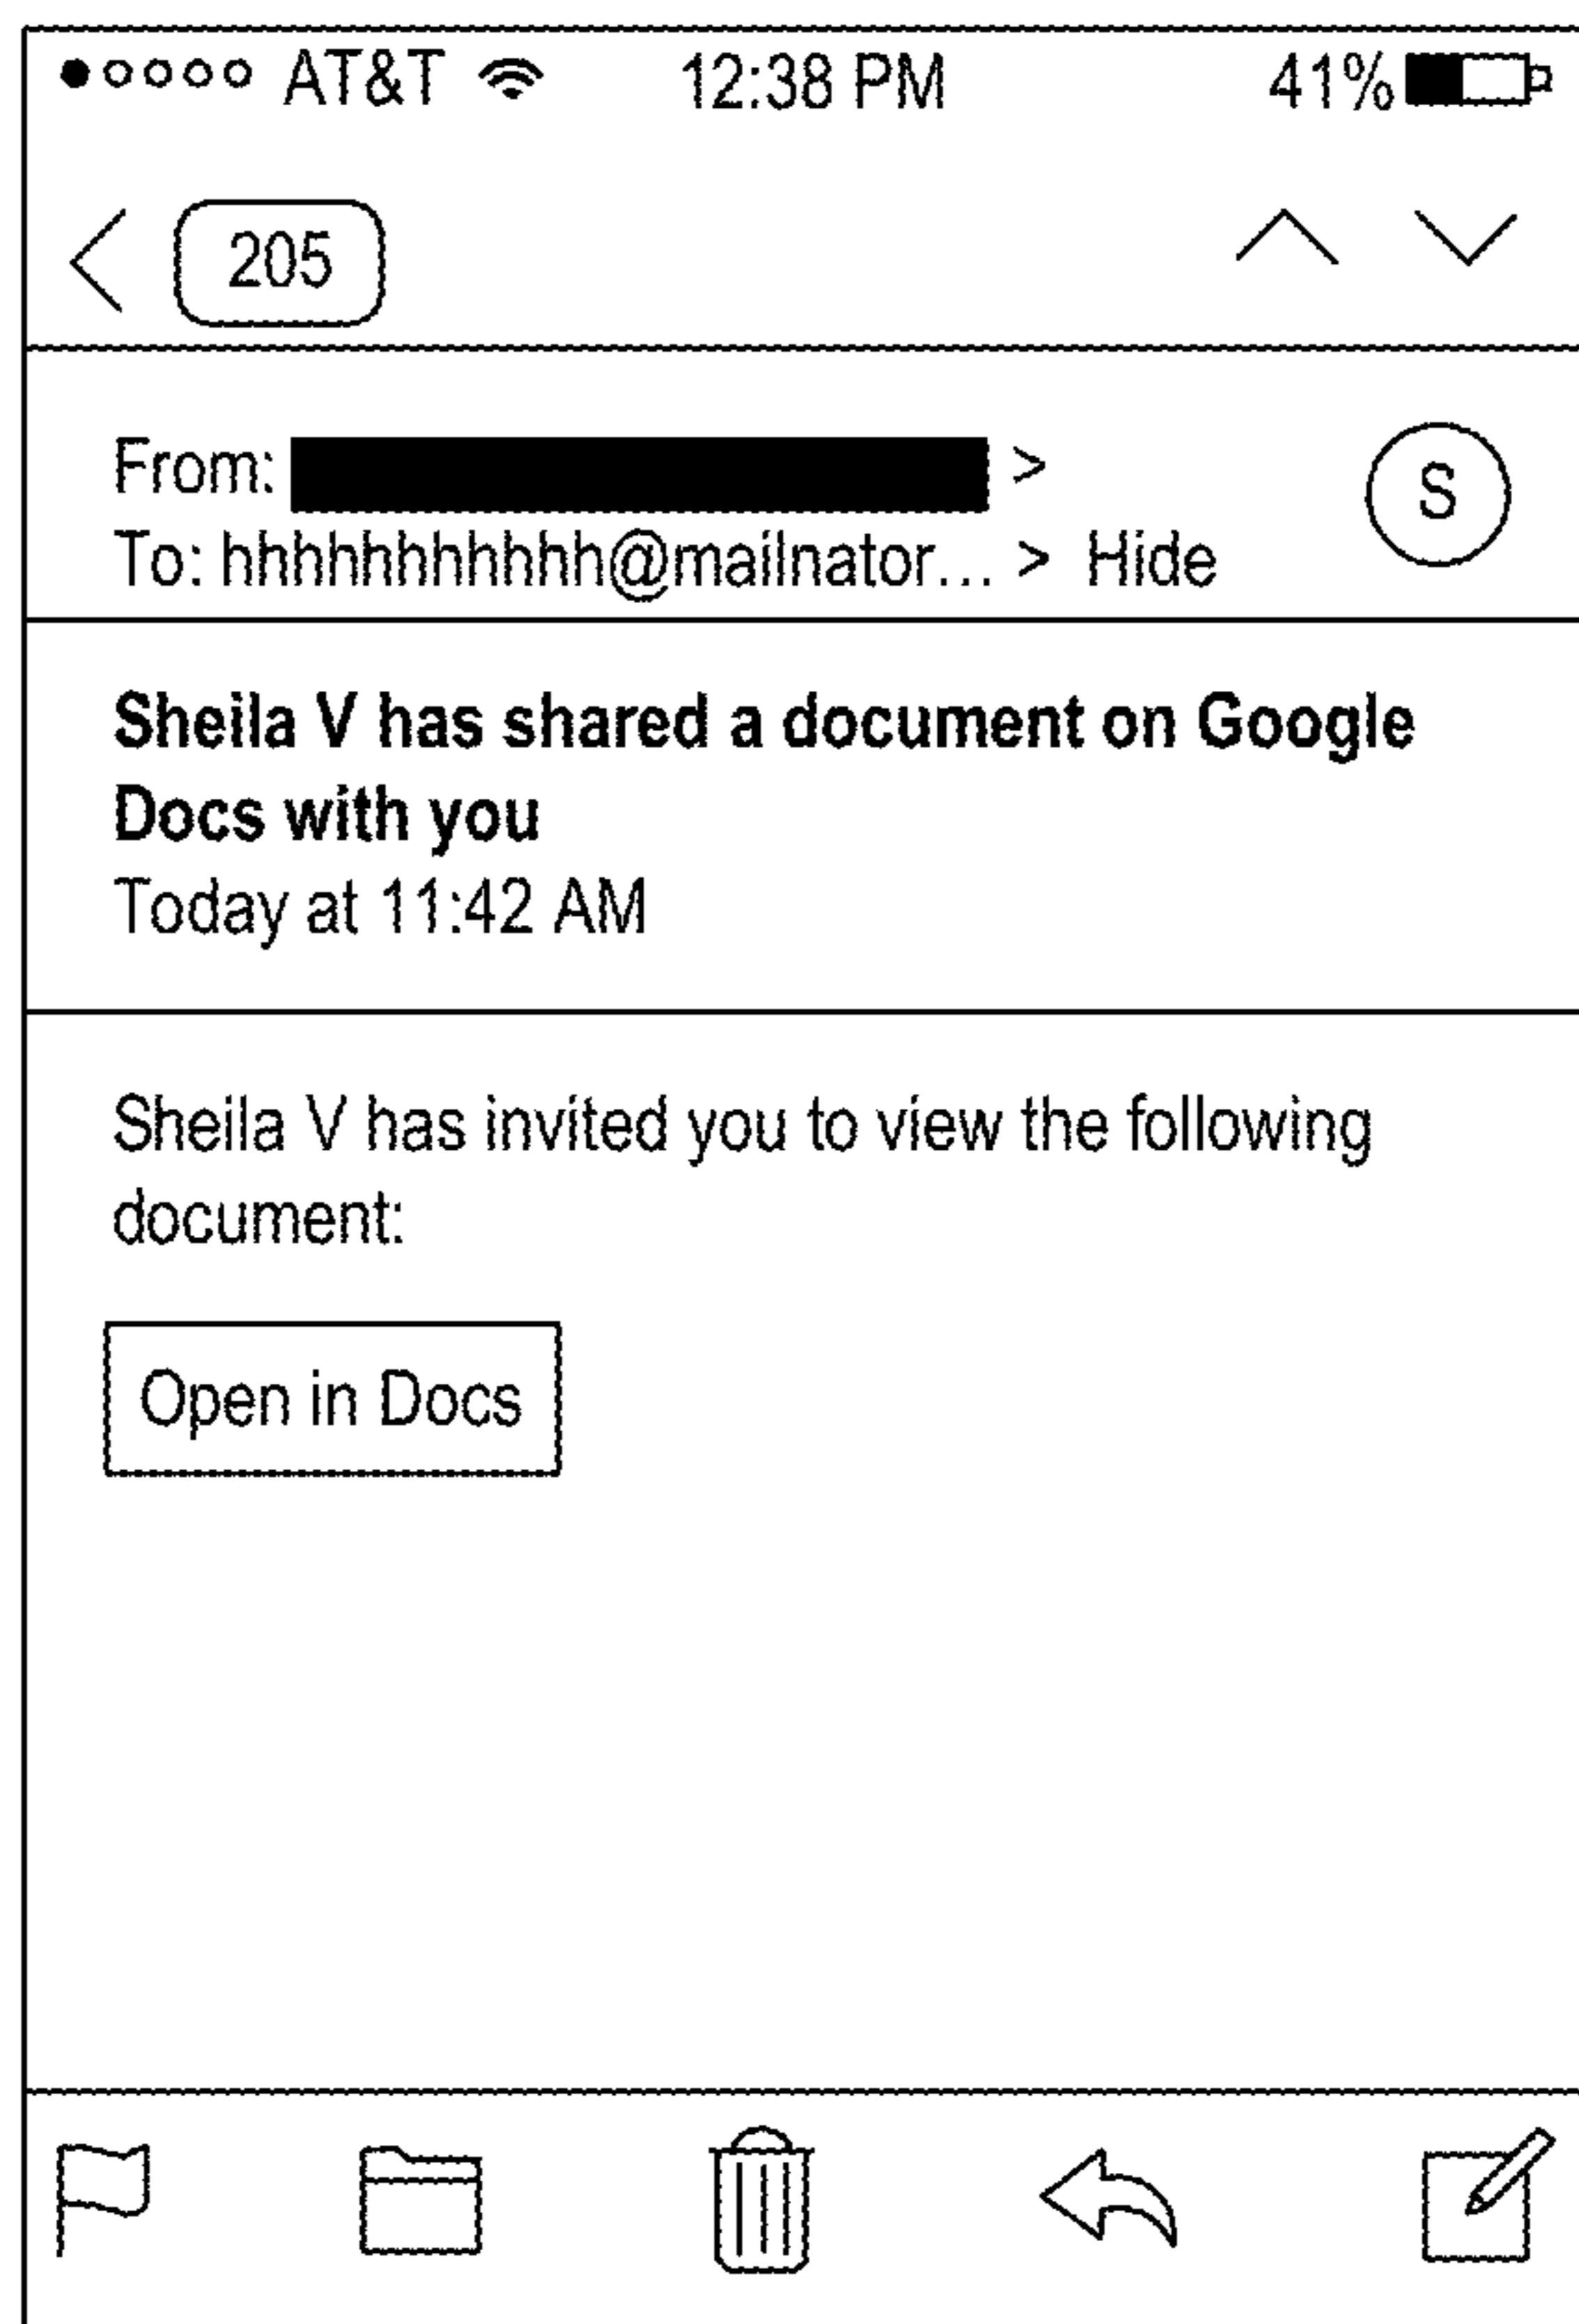 AT&T 12:38 PM 41%
205
From: >
To: hhhhhhhhhhh@mailnator... > Hide
S
Sheila V has shared a document on Google
Docs with you
Today at 11:42 AM
Sheila V has invited you to view the following
document:
Open in Docs